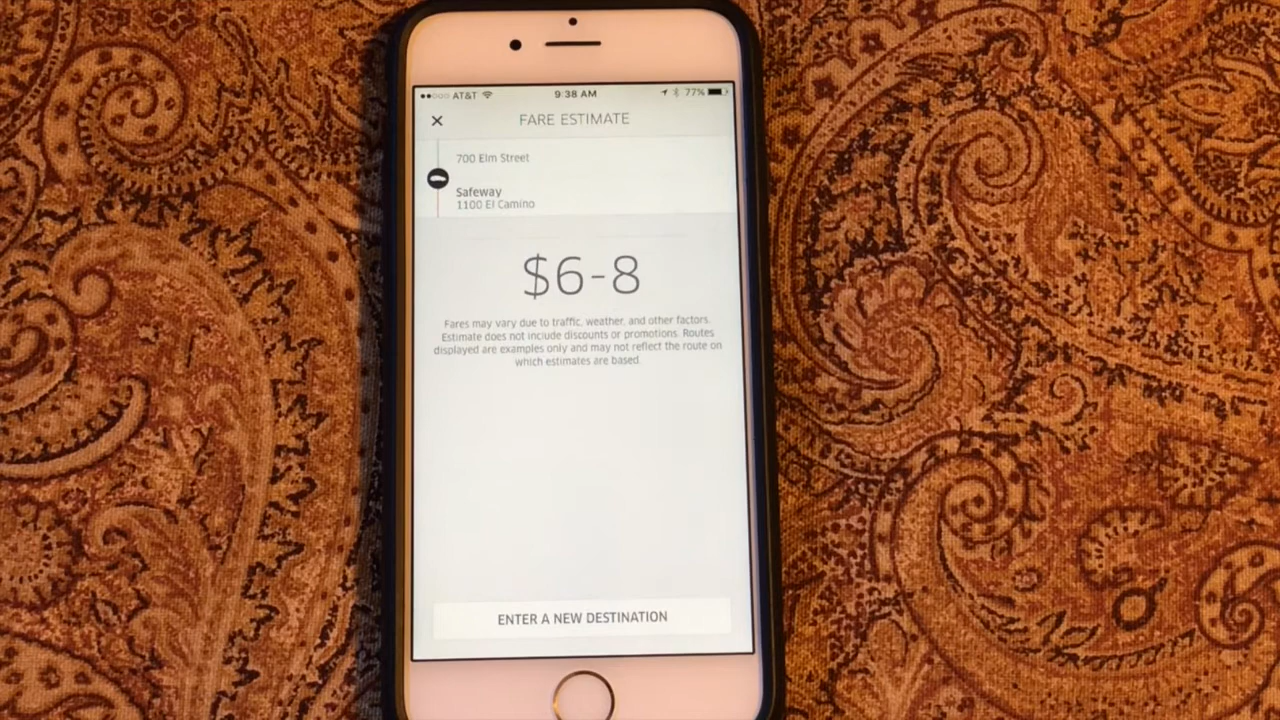 AT&T 9:38 AM 77%
FARE ESTIMATE
700 Elm Street
Safeway
1100 El Camino
$6-8
Fares may vary due to traffic, weather, and other factors.
Estimate does not include discounts or promotions. Routes
displayed are examples only and may not reflect the route on
which estimates are based.
ENTER A NEW DESTINATION